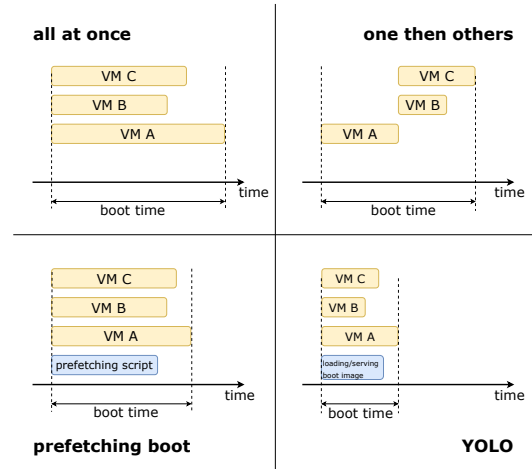 all at once
VM C
VM B
VM A
time
boot time
one then others
VM C
VM B
VM A
time
boot time
VM C
VM B
VM A
prefetching script
time
boot time
prefetching boot
VM C
VM B
VM A
loading/serving
boot image
time
boot time
YOLO